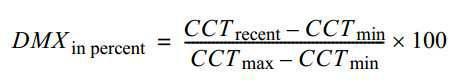 DMX in percent = (CCT recent – CCT min) / (CCT max – CCT min) × 100